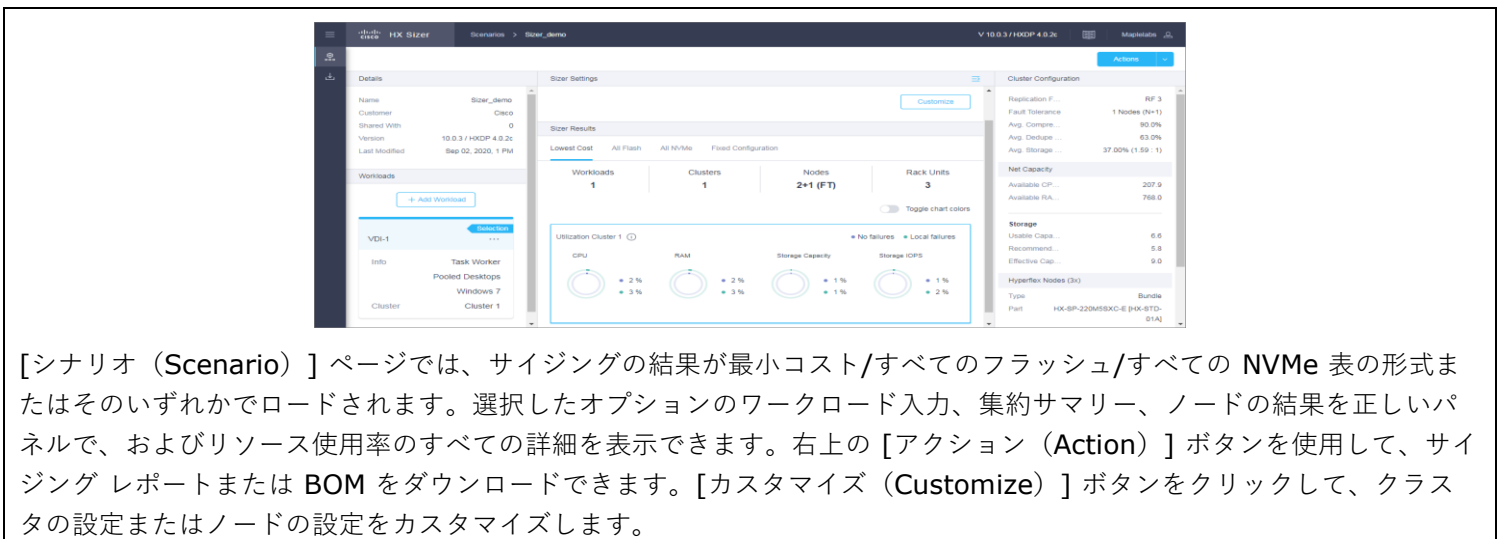 cisco HX Sizer Scenarios > Sizer_demo V 10.0.3 / HXDP 4.0.2c Maplelabs
Actions
Details
Name Sizer_demo
Customer Cisco
Shared With 0
Version 10.0.3 / HXDP 4.0.2c
Last Modified Sep 02, 2020, 1 PM
Workloads
+ Add Workload
Selection
VDI-1 ...
Info Task Worker
Pooled Desktops
Windows 7
Cluster Cluster 1
Sizer Settings
Customize
Sizer Results
Lowest Cost All Flash All NVMe Fixed Configuration
Workloads Clusters Nodes Rack Units
1 1 2+1 (FT) 3
Toggle chart colors
Utilization Cluster 1 No failures Local failures
CPU RAM Storage Capacity Storage IOPS
2 % 2 % 1 % 1 %
3 % 3 % 1 % 2 %
Cluster Configuration
Replication F... RF 3
Fault Tolerance 1 Nodes (N+1)
Avg. Compre... 90.0%
Avg. Dedupe ... 63.0%
Avg. Storage ... 37.00% (1.59 : 1)
Net Capacity
Available CP... 207.9
Available RA... 768.0
Storage
Usable Capa... 6.6
Recommend... 5.8
Effective Cap... 9.0
Hyperflex Nodes (3x)
Type Bundle
Part HX-SP-220M5SXC-E [HX-STD-
01A]
[シナリオ（Scenario）] ページでは、サイジングの結果が最小コスト/すべてのフラッシュ/すべての NVMe 表の形式ま
たはそのいずれかでロードされます。選択したオプションのワークロード入力、集約サマリー、ノードの結果を正しいパ
ネルで、およびリソース使用率のすべての詳細を表示できます。右上の [アクション（Action）] ボタンを使用して、サイ
ジング レポートまたは BOM をダウンロードできます。[カスタマイズ（Customize）] ボタンをクリックして、クラス
タの設定またはノードの設定をカスタマイズします。